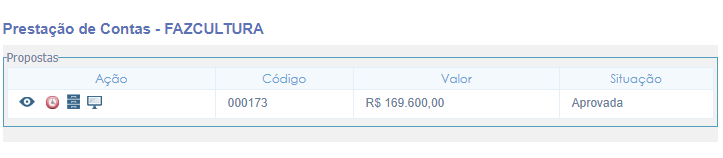 Prestação de Contas - FAZCULTURA
Propostas
Ação Código Valor Situação
000173 R$ 169.600,00 Aprovada